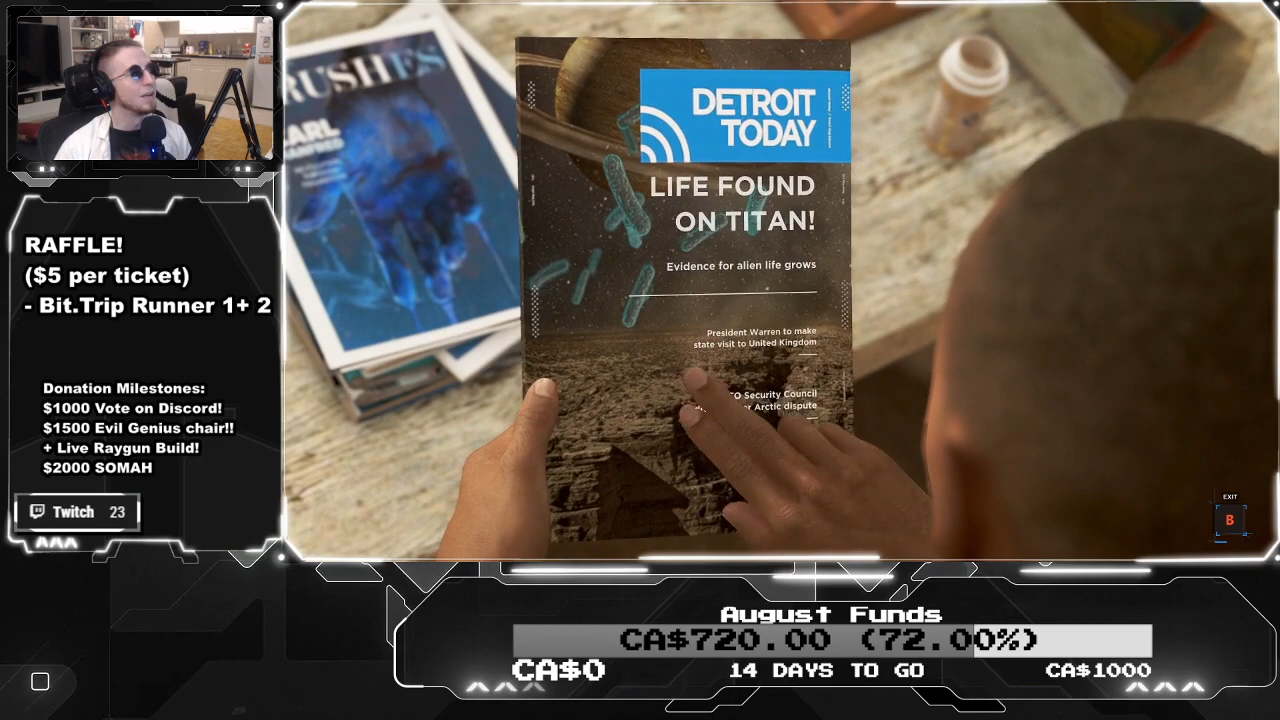 RAFFLE!
($5 per ticket)
- Bit.Trip Runner 1+ 2
Donation Milestones:
$1000 Vote on Discord!
$1500 Evil Genius chair!!
+ Live Raygun Build!
$2000 SOMAH
Twitch 23
RUSHES
DETROIT
TODAY
LIFE FOUND
ON TITAN!
Evidence for alien life grows
President Warren to make
state visit to United Kingdom
Security Council
Arctic dispute
EXIT
B
August Funds
CA$720.00 (72.00%)
CA$0
14 DAYS TO GO
CA$1000